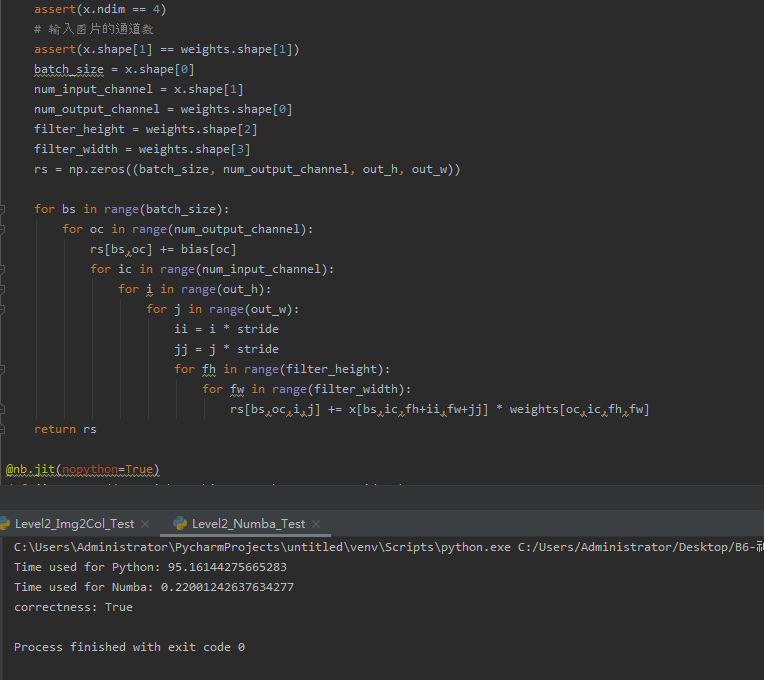 assert(x.ndim == 4)
# 輸入图片的通道数
assert(x.shape[1] == weights.shape[1])
batch_size = x.shape[0]
num_input_channel = x.shape[1]
num_output_channel = weights.shape[0]
filter_height = weights.shape[2]
filter_width = weights.shape[3]
rs = np.zeros((batch_size, num_output_channel, out_h, out_w))
for bs in range(batch_size):
for oc in range(num_output_channel):
rs[bs,oc] += bias[oc]
for ic in range(num_input_channel):
for i in range(out_h):
for j in range(out_w):
ii = i * stride
jj = j * stride
for fh in range(filter_height):
for fw in range(filter_width):
rs[bs,oc,i,j] += x[bs,ic,fh+ii,fw+jj] * weights[oc,ic,fh,fw]
return rs
@nb.jit(nopython=True)
Level2_Img2Col_Test × Level2_Numba_Test ×
C:\Users\Administrator\PycharmProjects\untitled\venv\Scripts\python.exe C:/Users/Administrator/Desktop/B6-
Time used for Python: 95.16144275665283
Time used for Numba: 0.22001242637634277
correctness: True
Process finished with exit code 0